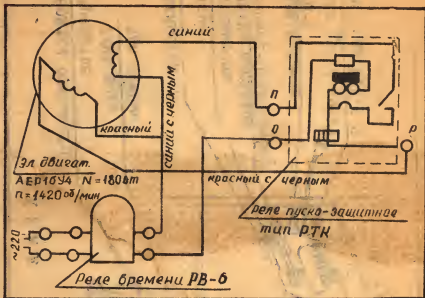 синий
синий с черным
красный
п
о
р
Эл. двигат.
АЕР16У4 N=180вт
n=1420 об/мин
красный с черным
Реле пуско-защитное
тип РТК
~220
Реле времени РВ-6